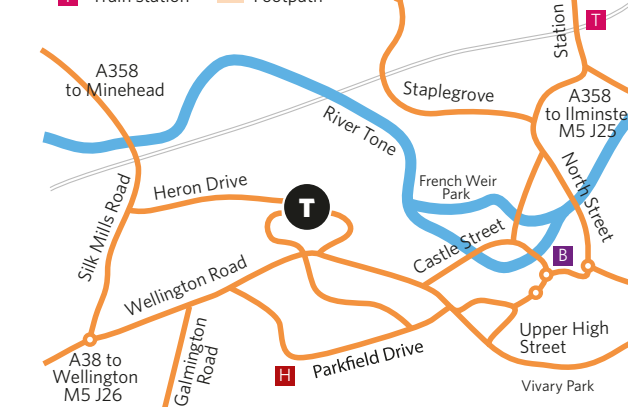 Train station
Footpath
Station
T
A358
to Minehead
Staplegrove
A358
to Ilminste
M5 J25
River Tone
French Weir
Park
North Street
Heron Drive
T
Silk Mills Road
Castle Street
B
Wellington Road
Galmington
Road
Upper High
Street
A38 to
Wellington
M5 J26
H
Parkfield Drive
Vivary Park